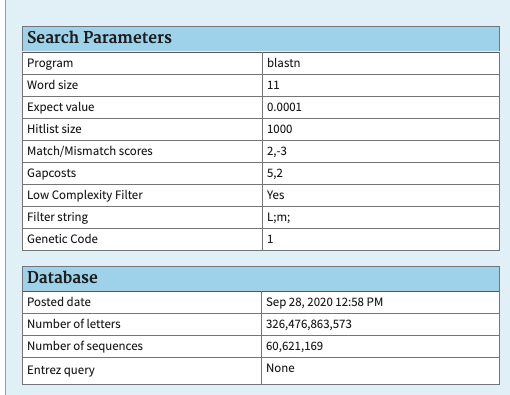 Search Parameters
Program blastn
Word size 11
Expect value 0.0001
Hitlist size 1000
Match/Mismatch scores 2,-3
Gapcosts 5,2
Low Complexity Filter Yes
Filter string L;m;
Genetic Code 1
Database
Posted date Sep 28, 2020 12:58 PM
Number of letters 326,476,863,573
Number of sequences 60,621,169
Entrez query None